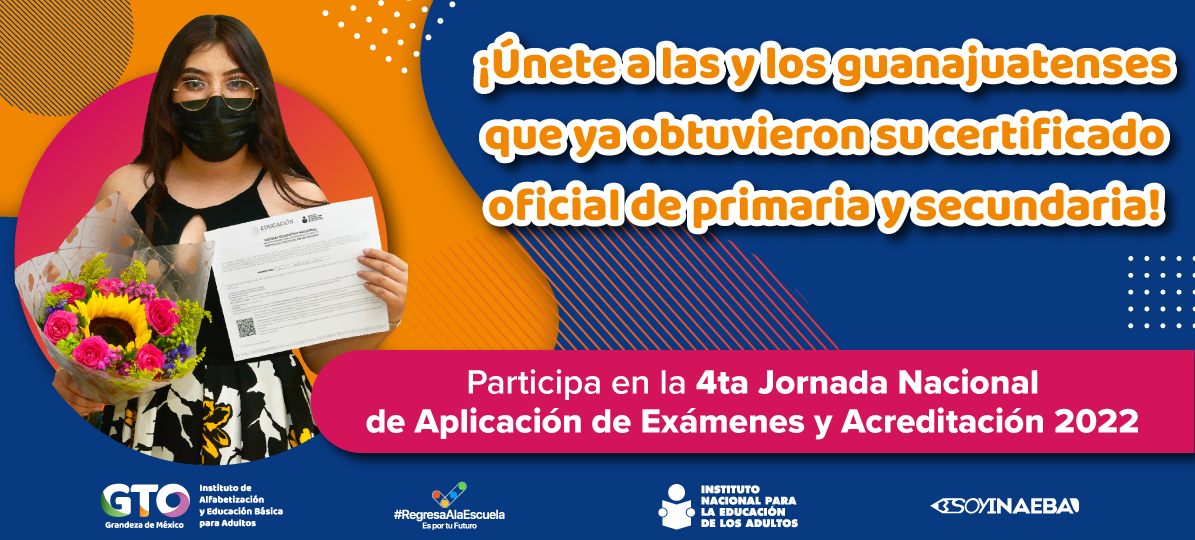 ¡Únete a las y los guanajuatenses
que ya obtuvieron su certificado
oficial de primaria y secundaria!
EDUCACIÓN
Participa en la 4ta Jornada Nacional
de Aplicación de Exámenes y Acreditación 2022
GTO
Grandeza de México
Instituto de
Alfabetización
y Educación Básica
para Adultos
#RegresaAlaEscuela
Es por tu Futuro
INSTITUTO
NACIONAL PARA
LA EDUCACIÓN
DE LOS ADULTOS
SOYINAEBA